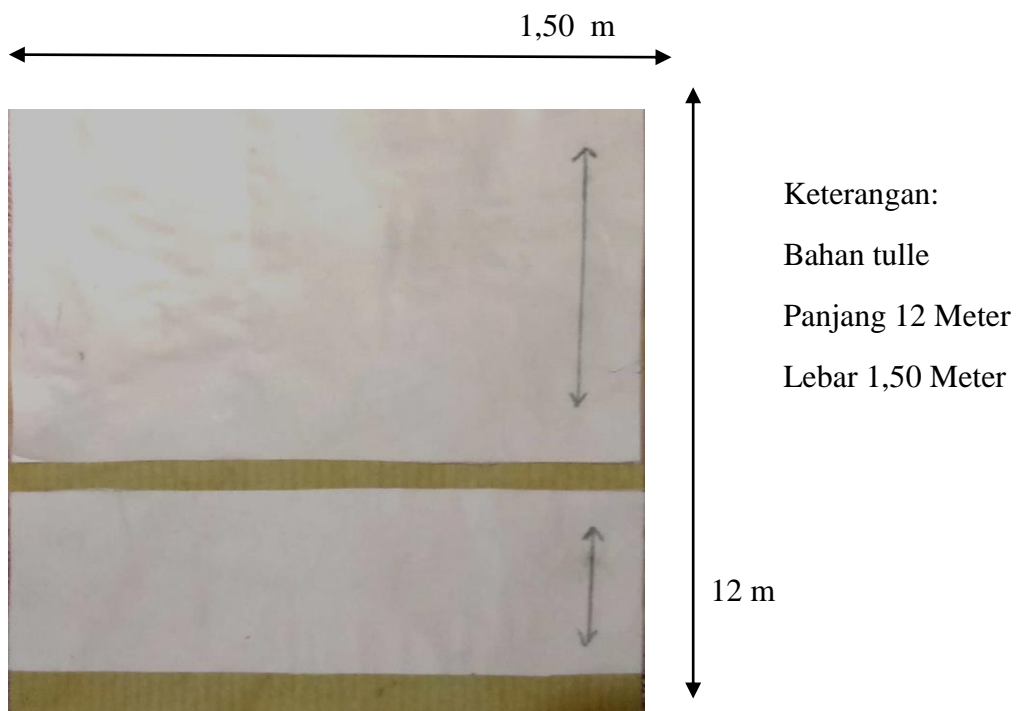 1,50 m
Keterangan:
Bahan tulle
Panjang 12 Meter
Lebar 1,50 Meter
12 m